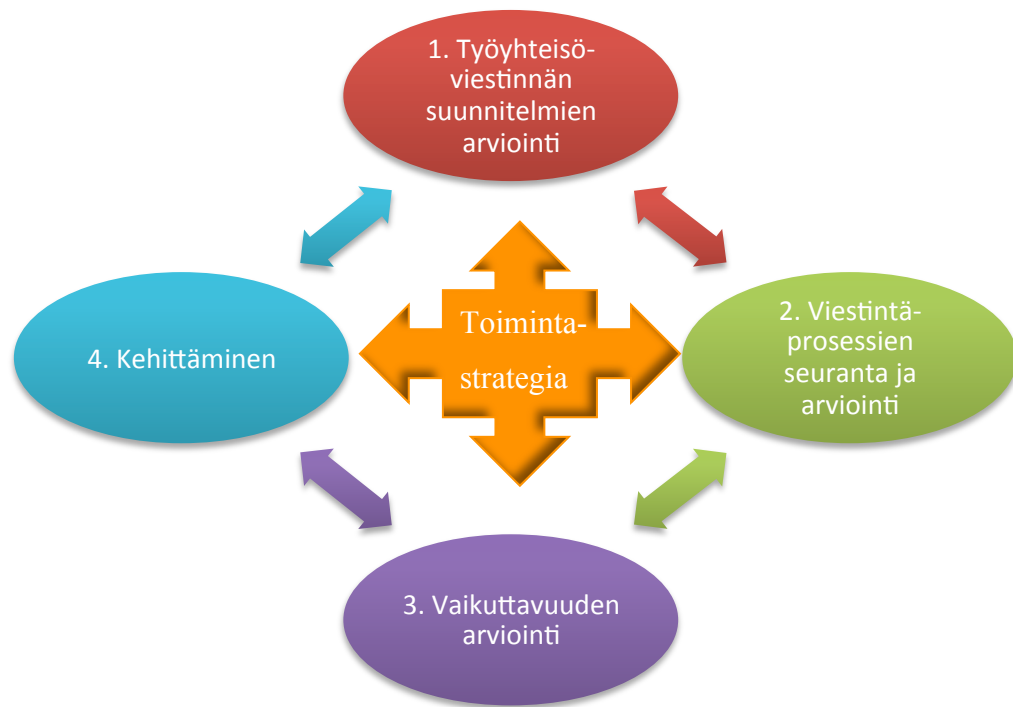 1. Työyhteisö-
viestinnän
suunnitelmien
arviointi
Toiminta-
strategia
2. Viestintä-
prosessien
seuranta ja
arviointi
4. Kehittäminen
3. Vaikuttavuuden
arviointi